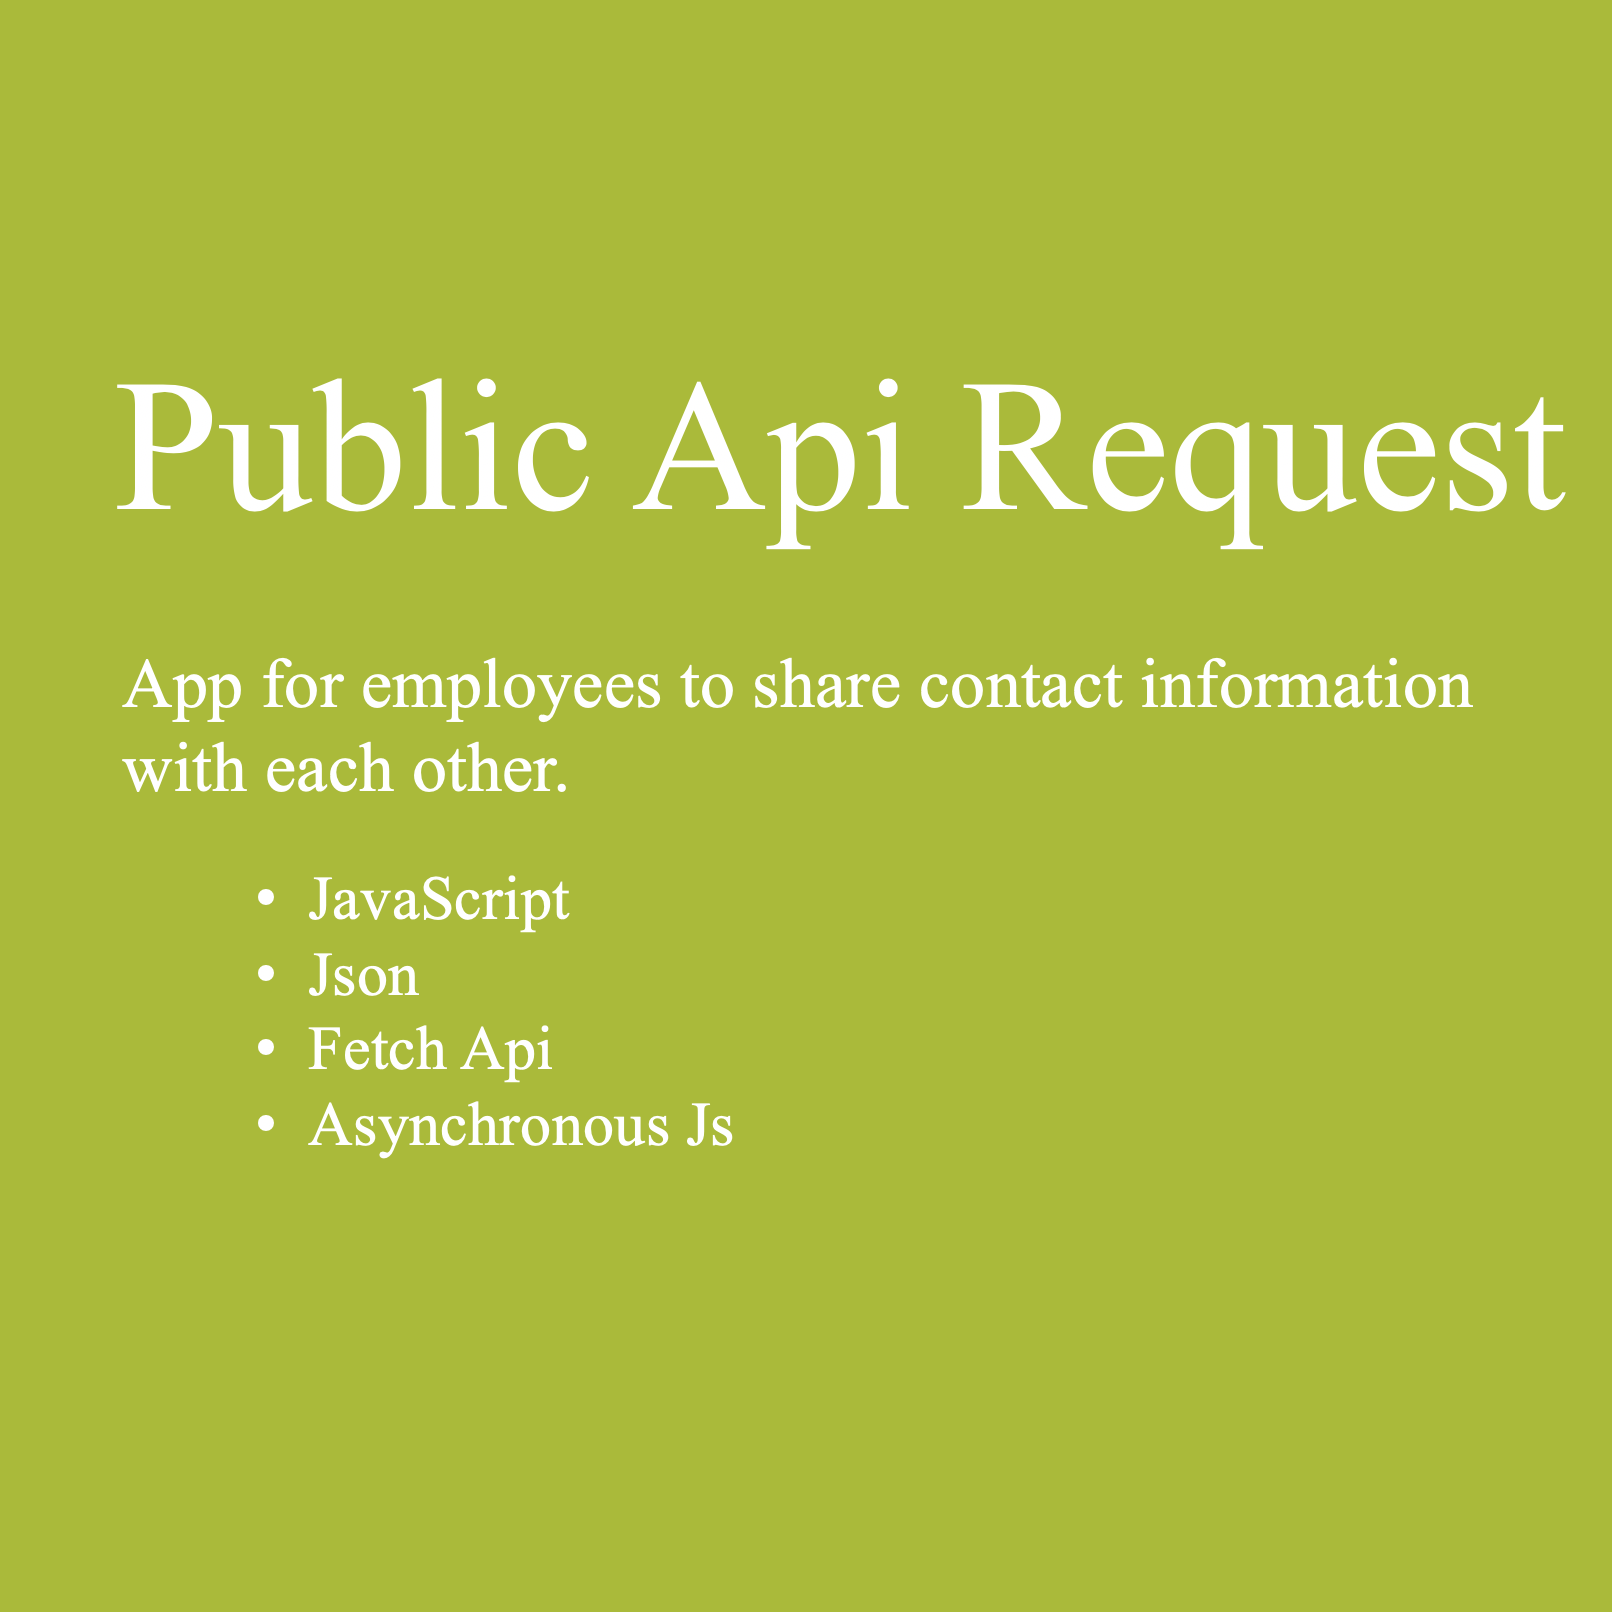 Public Api Request
App for employees to share contact information
with each other.
• JavaScript
• Json
• Fetch Api
• Asynchronous Js